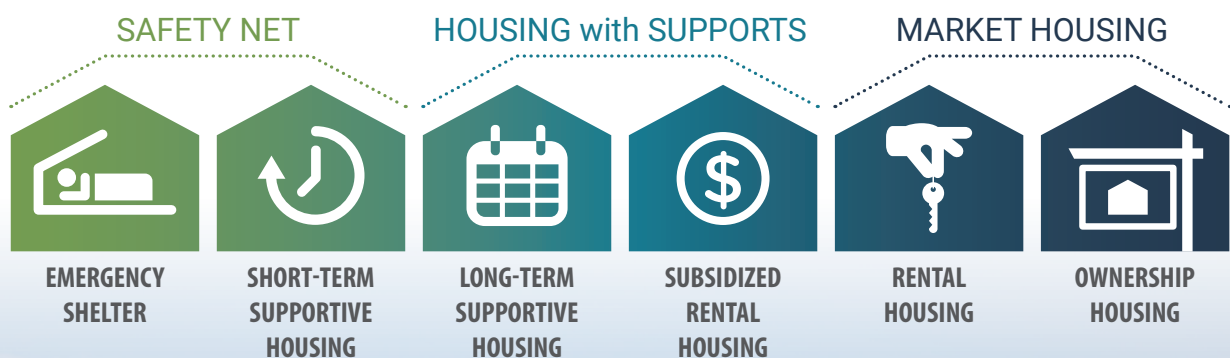 SAFETY NET
HOUSING with SUPPORTS
MARKET HOUSING
$
EMERGENCY
SHELTER
SHORT-TERM
SUPPORTIVE
HOUSING
LONG-TERM
SUPPORTIVE
HOUSING
SUBSIDIZED
RENTAL
HOUSING
RENTAL
HOUSING
OWNERSHIP
HOUSING